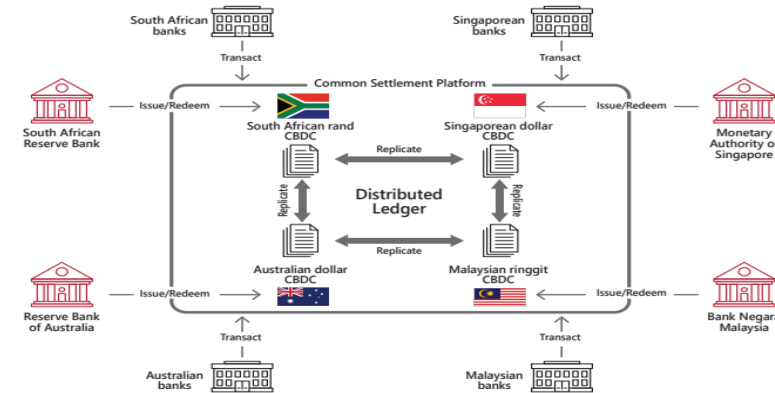 South African
banks
Singaporean
banks
Transact
Transact
Common Settlement Platform
Issue/Redeem
Issue/Redeem
South African
Reserve Bank
South African rand
CBDC
Singaporean dollar
CBDC
Monetary
Authority o
Singapore
Replicate
Replicate
Replicate
Distributed
Ledger
Replicate
Australian dollar
CBDC
Malaysian ringgit
CBDC
Issue/Redeem
Issue/Redeem
Reserve Bank
of Australia
Bank Negar
Malaysia
Transact
Transact
Australian
banks
Malaysian
banks